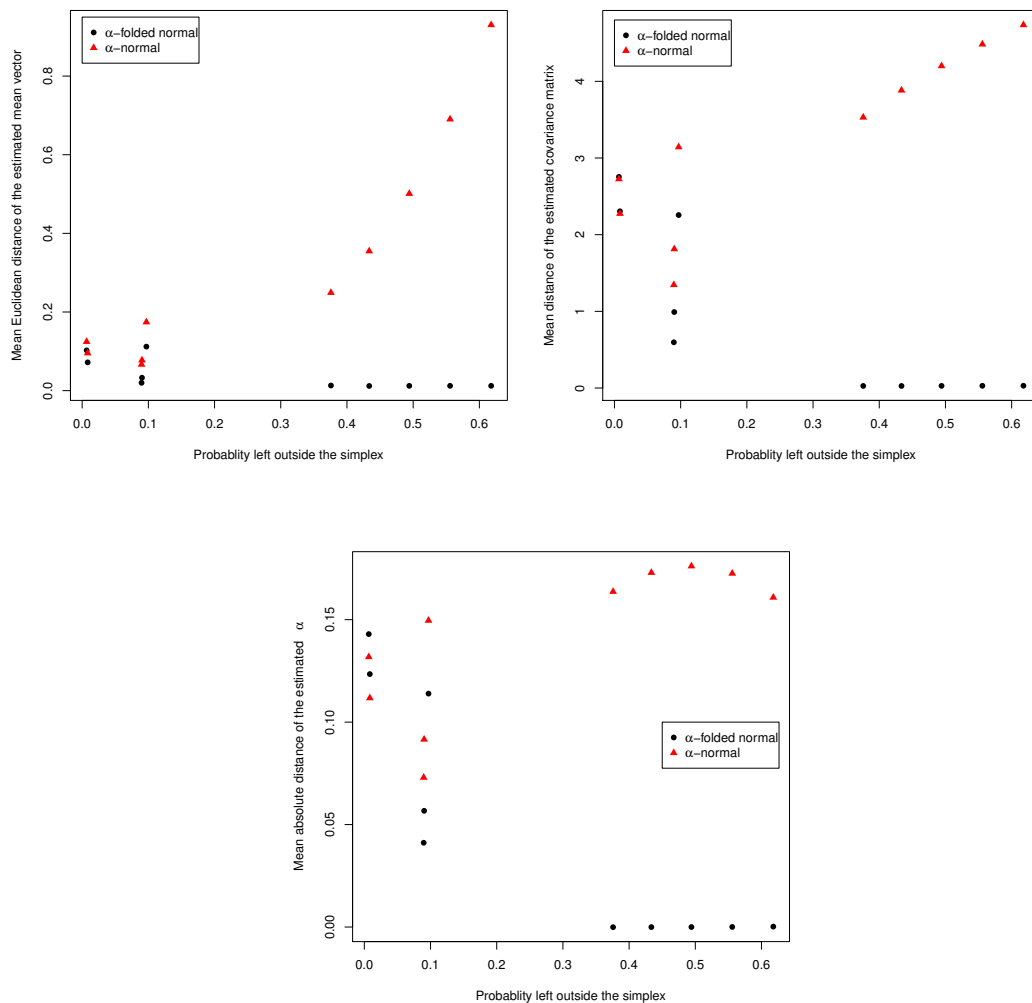 Mean Euclidean distance of the estimated mean vector
0.0 0.2 0.4 0.6 0.8
α−folded normal
α−normal
0.0 0.1 0.2 0.3 0.4 0.5 0.6
Probablity left outside the simplex
Mean distance of the estimated covariance matrix
0 1 2 3 4
α−folded normal
α−normal
0.0 0.1 0.2 0.3 0.4 0.5 0.6
Probablity left outside the simplex
Mean absolute distance of the estimated α
0.00 0.05 0.10 0.15
α−folded normal
α−normal
0.0 0.1 0.2 0.3 0.4 0.5 0.6
Probablity left outside the simplex